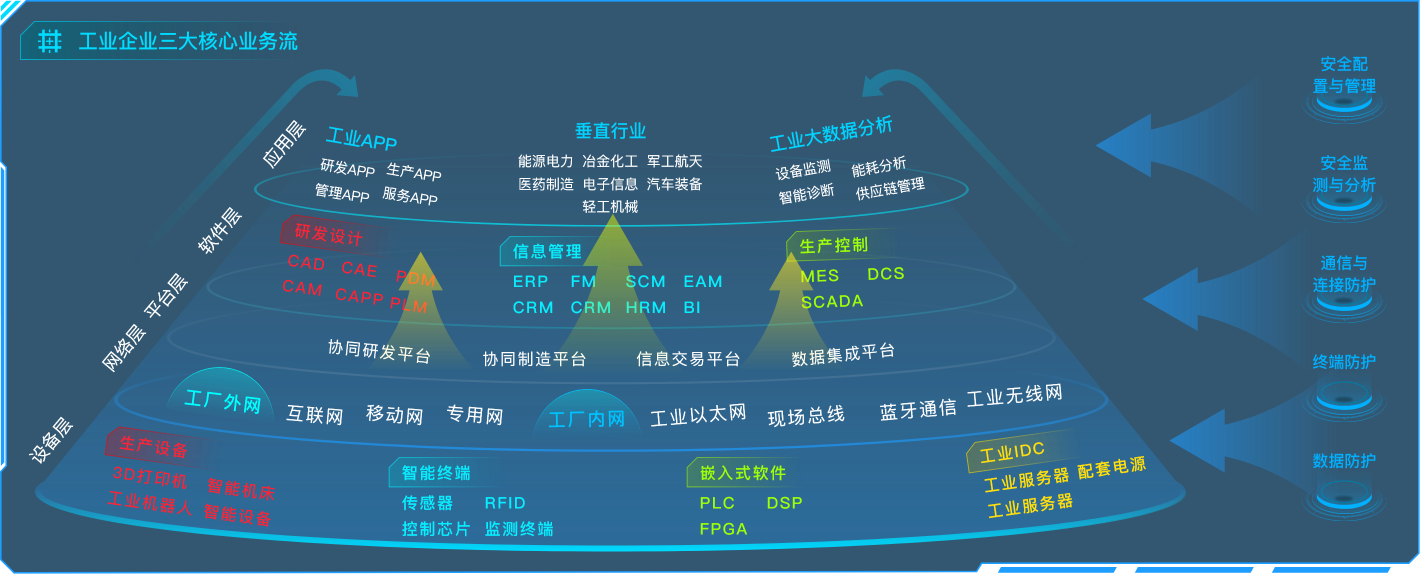 工业企业三大核心业务流
应用层
工业APP
研发APP 生产APP
管理APP 服务APP
垂直行业
能源电力 冶金化工 军工航天
医药制造 电子信息 汽车装备
轻工机械
工业大数据分析
设备监测 能耗分析
智能诊断 供应链管理
软件层
研发设计
CAD CAE PDM
CAM CAPP PLM
信息管理
ERP FM SCM EAM
CRM CRM HRM BI
生产控制
MES DCS
SCADA
平台层
协同研发平台 协同制造平台 信息交易平台 数据集成平台
网络层
工厂外网 互联网 移动网 专用网 工厂内网 工业以太网 现场总线 蓝牙通信 工业无线网
设备层
生产设备
3D打印机 智能机床
工业机器人 智能设备
智能终端
传感器 RFID
控制芯片 监测终端
嵌入式软件
PLC DSP
FPGA
工业IDC
工业服务器 配套电源
工业服务器
安全配
置与管理
安全监
测与分析
通信与
连接防护
终端防护
数据防护